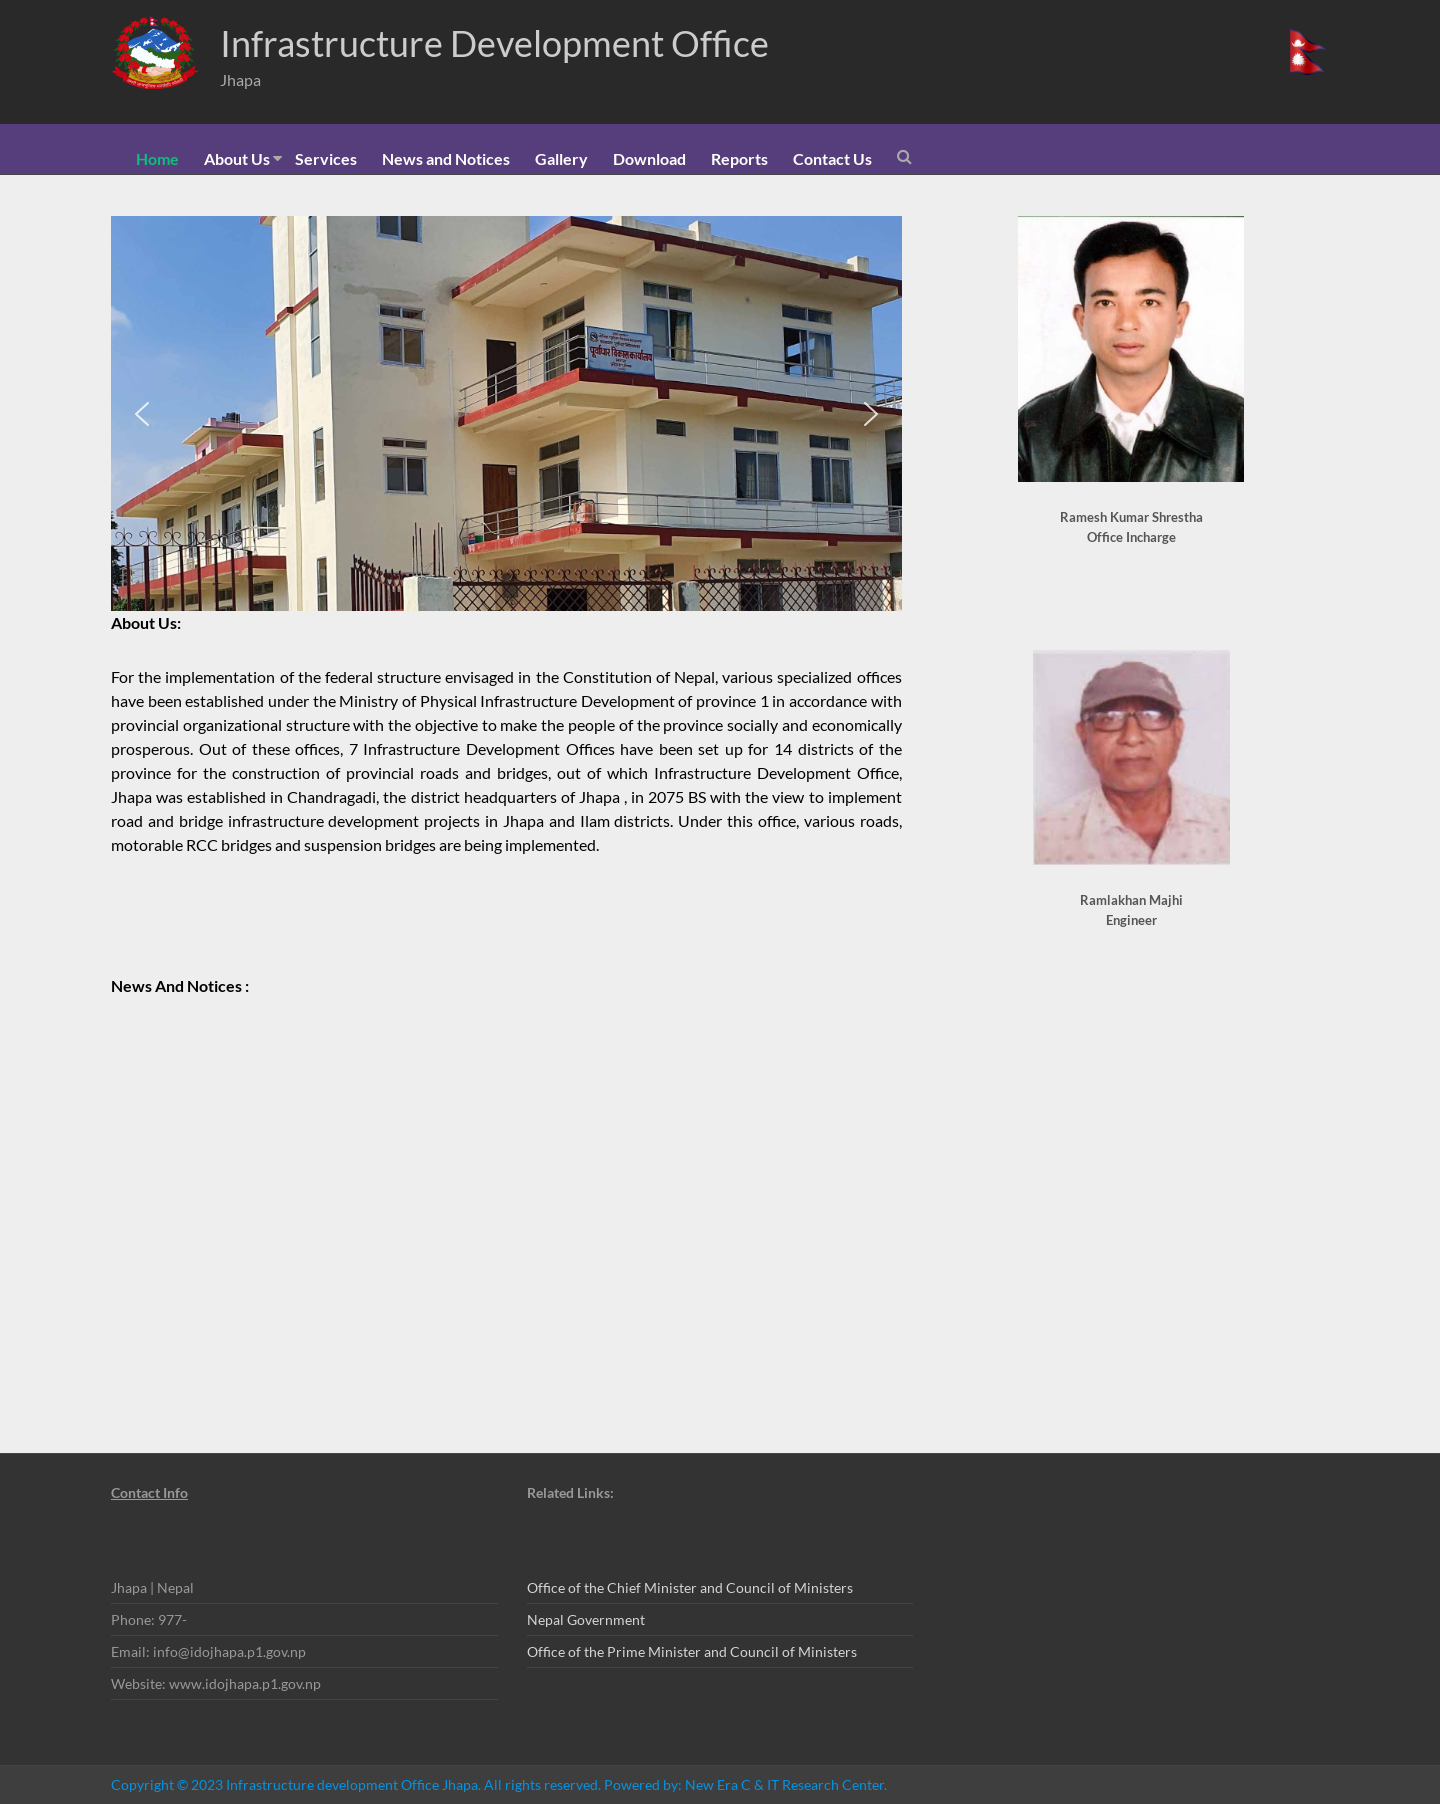 Infrastructure Development Office
Jhapa
Home
About Us
Services
News and Notices
Gallery
Download
Reports
Contact Us
पूर्वाधार विकास कार्यालय
Ramesh Kumar Shrestha
Office Incharge
About Us:
For the implementation of the federal structure envisaged in the Constitution of Nepal, various specialized offices
have been established under the Ministry of Physical Infrastructure Development of province 1 in accordance with
provincial organizational structure with the objective to make the people of the province socially and economically
prosperous. Out of these offices, 7 Infrastructure Development Offices have been set up for 14 districts of the
province for the construction of provincial roads and bridges, out of which Infrastructure Development Office,
Jhapa was established in Chandragadi, the district headquarters of Jhapa , in 2075 BS with the view to implement
road and bridge infrastructure development projects in Jhapa and Ilam districts. Under this office, various roads,
motorable RCC bridges and suspension bridges are being implemented.
Ramlakhan Majhi
Engineer
News And Notices :
Contact Info
Jhapa | Nepal
Phone: 977-
Email: info@idojhapa.p1.gov.np
Website: www.idojhapa.p1.gov.np
Related Links:
Office of the Chief Minister and Council of Ministers
Nepal Government
Office of the Prime Minister and Council of Ministers
Copyright © 2023 Infrastructure development Office Jhapa. All rights reserved. Powered by: New Era C & IT Research Center.